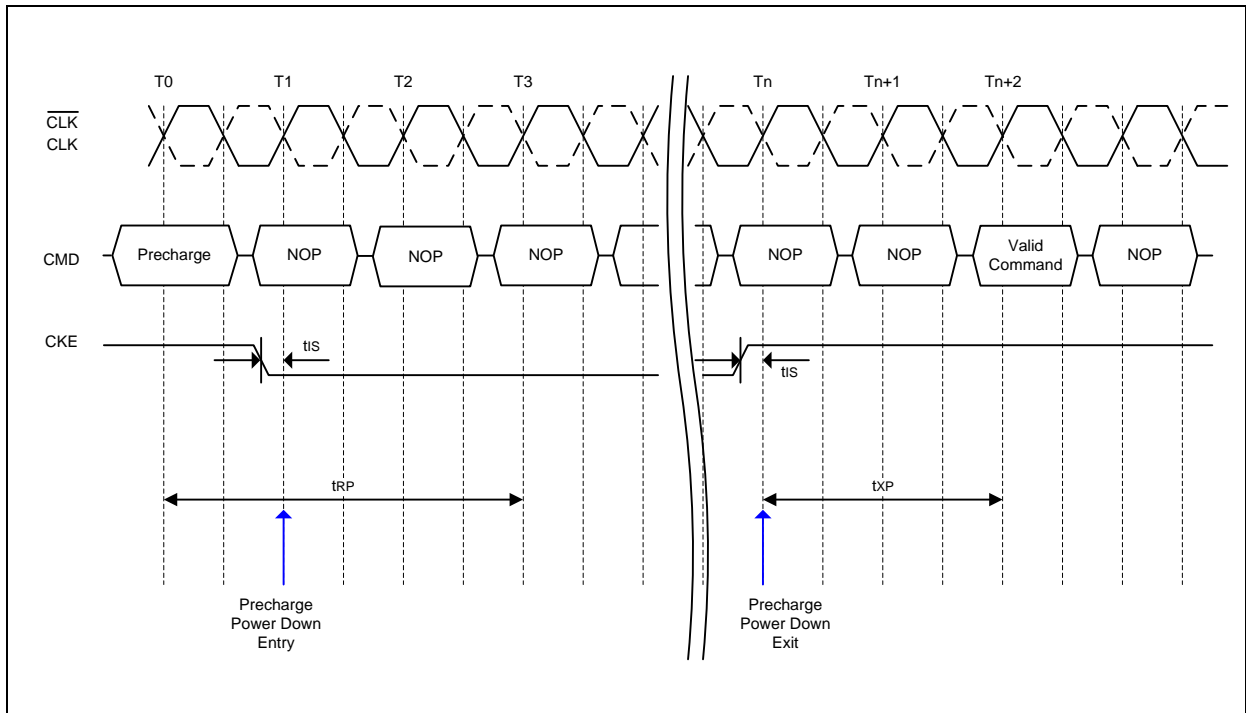 T0 T1 T2 T3 Tn Tn+1 Tn+2
CLK
CLK
CMD Precharge NOP NOP NOP NOP NOP Valid Command NOP
CKE tIS tIS
tRP tXP
Precharge
Power Down
Entry
Precharge
Power Down
Exit